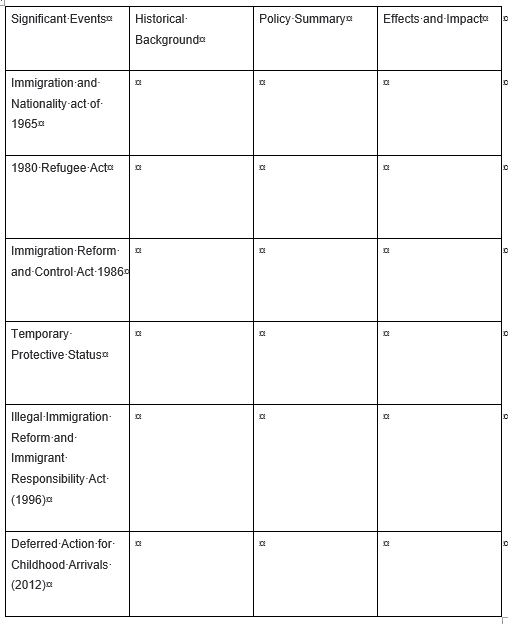 Significant Events¤
Historical
Background¤
Policy Summary¤
Effects and Impact¤
¤
Immigration and
Nationality act of
1965¤
¤
¤
¤
¤
1980 Refugee Act¤
¤
¤
¤
¤
Immigration Reform
and Control Act 1986¤
¤
¤
¤
¤
Temporary
Protective Status¤
¤
¤
¤
¤
Illegal Immigration
Reform and
Immigrant
Responsibility Act
(1996)¤
¤
¤
¤
¤
Deferred Action for
Childhood Arrivals
(2012)¤
¤
¤
¤
¤